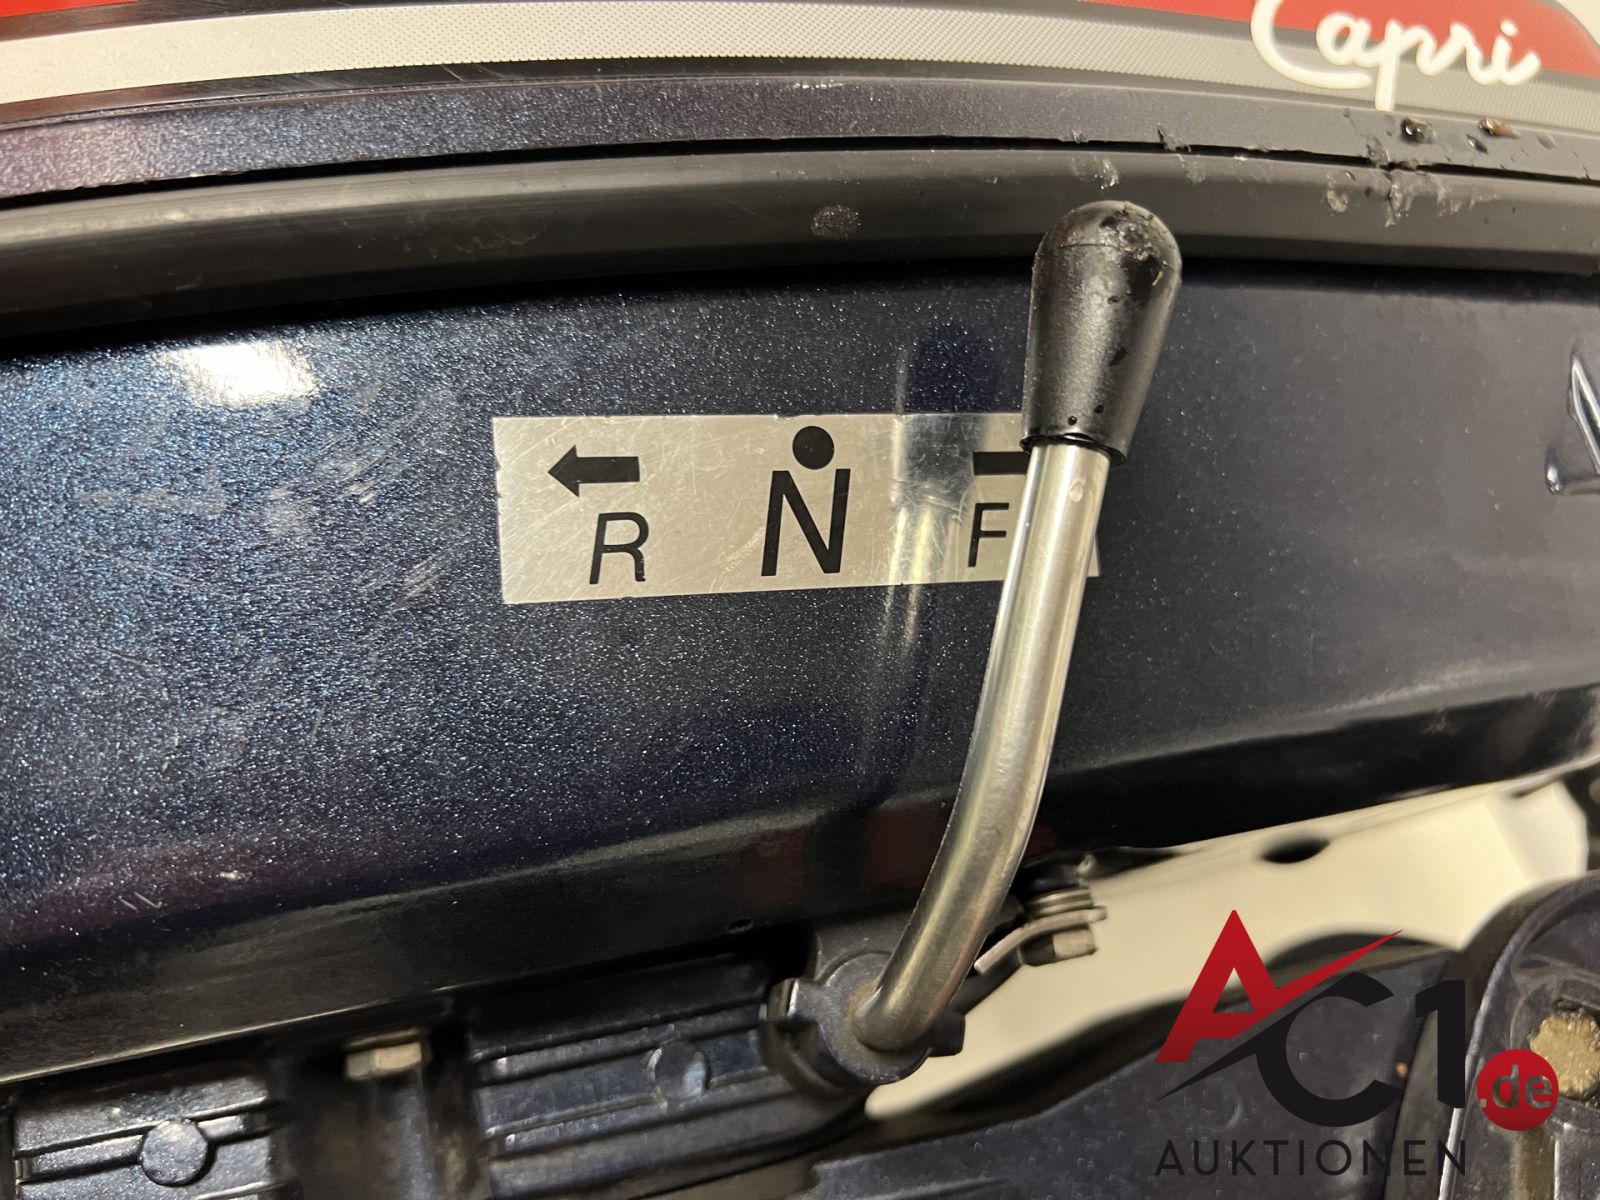 Capri
R N F
AC1.de
AUKTIONEN